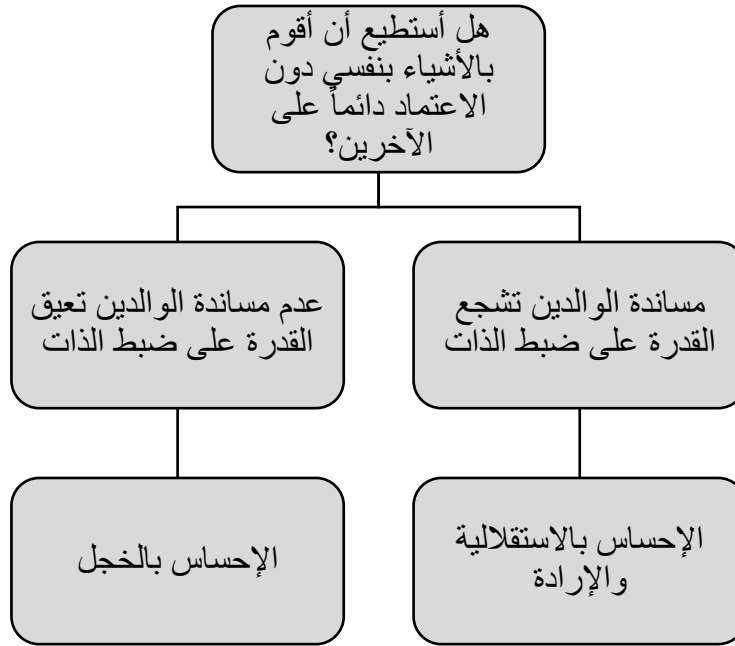 هل أستطيع أن أقوم
بالأشياء بنفسي دون
الاعتماد دائماً على
الآخرين؟
مساندة الوالدين تشجع
القدرة على ضبط الذات
عدم مساندة الوالدين تعيق
القدرة على ضبط الذات
الإحساس بالاستقلالية
والإرادة
الإحساس بالخجل